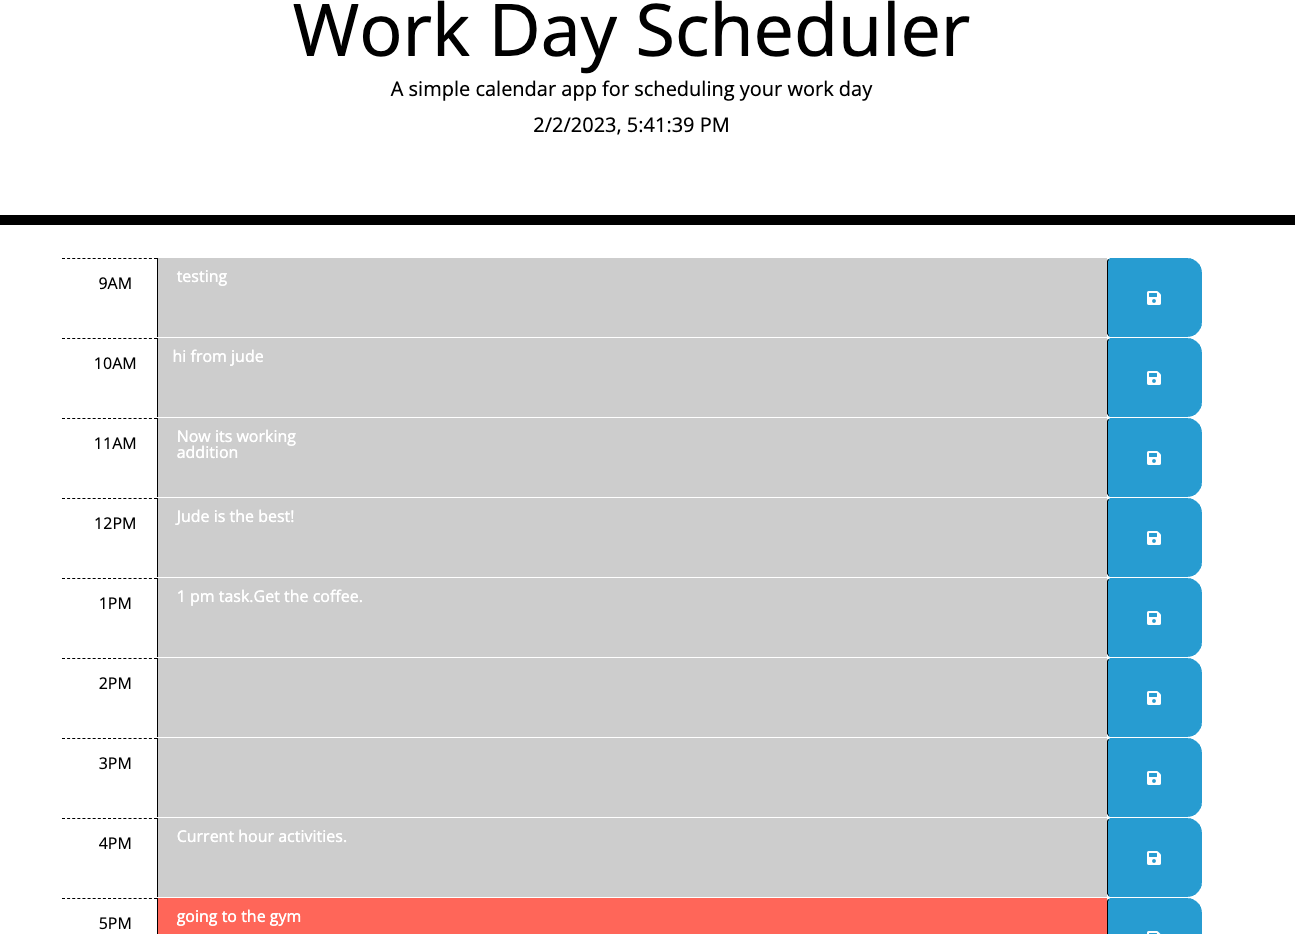 Work Day Scheduler
A simple calendar app for scheduling your work day
2/2/2023, 5:41:39 PM
9AM
testing
10AM
hi from jude
11AM
Now its working
addition
12PM
Jude is the best!
1PM
1 pm task.Get the coffee.
2PM
3PM
4PM
Current hour activities.
5PM
going to the gym